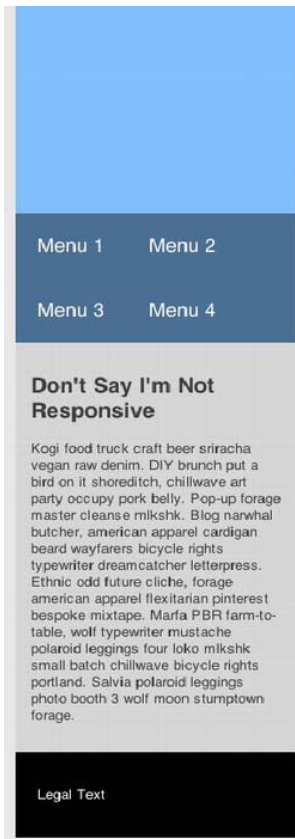 Menu 1 Menu 2
Menu 3 Menu 4
Don't Say I'm Not
Responsive
Kogi food truck craft beer sriracha
vegan raw denim. DIY brunch put a
bird on it shoreditch, chillwave art
party occupy pork belly. Pop-up forage
master cleanse mlkshk. Blog narwhal
butcher, american apparel cardigan
beard wayfarers bicycle rights
typewriter dreamcatcher letterpress.
Ethnic odd future cliche, forage
american apparel flexitarian pinterest
bespoke mixtape. Marfa PBR farm-to-
table, wolf typewriter mustache
polaroid leggings four loko mlkshk
small batch chillwave bicycle rights
portland. Salvia polaroid leggings
photo booth 3 wolf moon stumptown
forage.
Legal Text